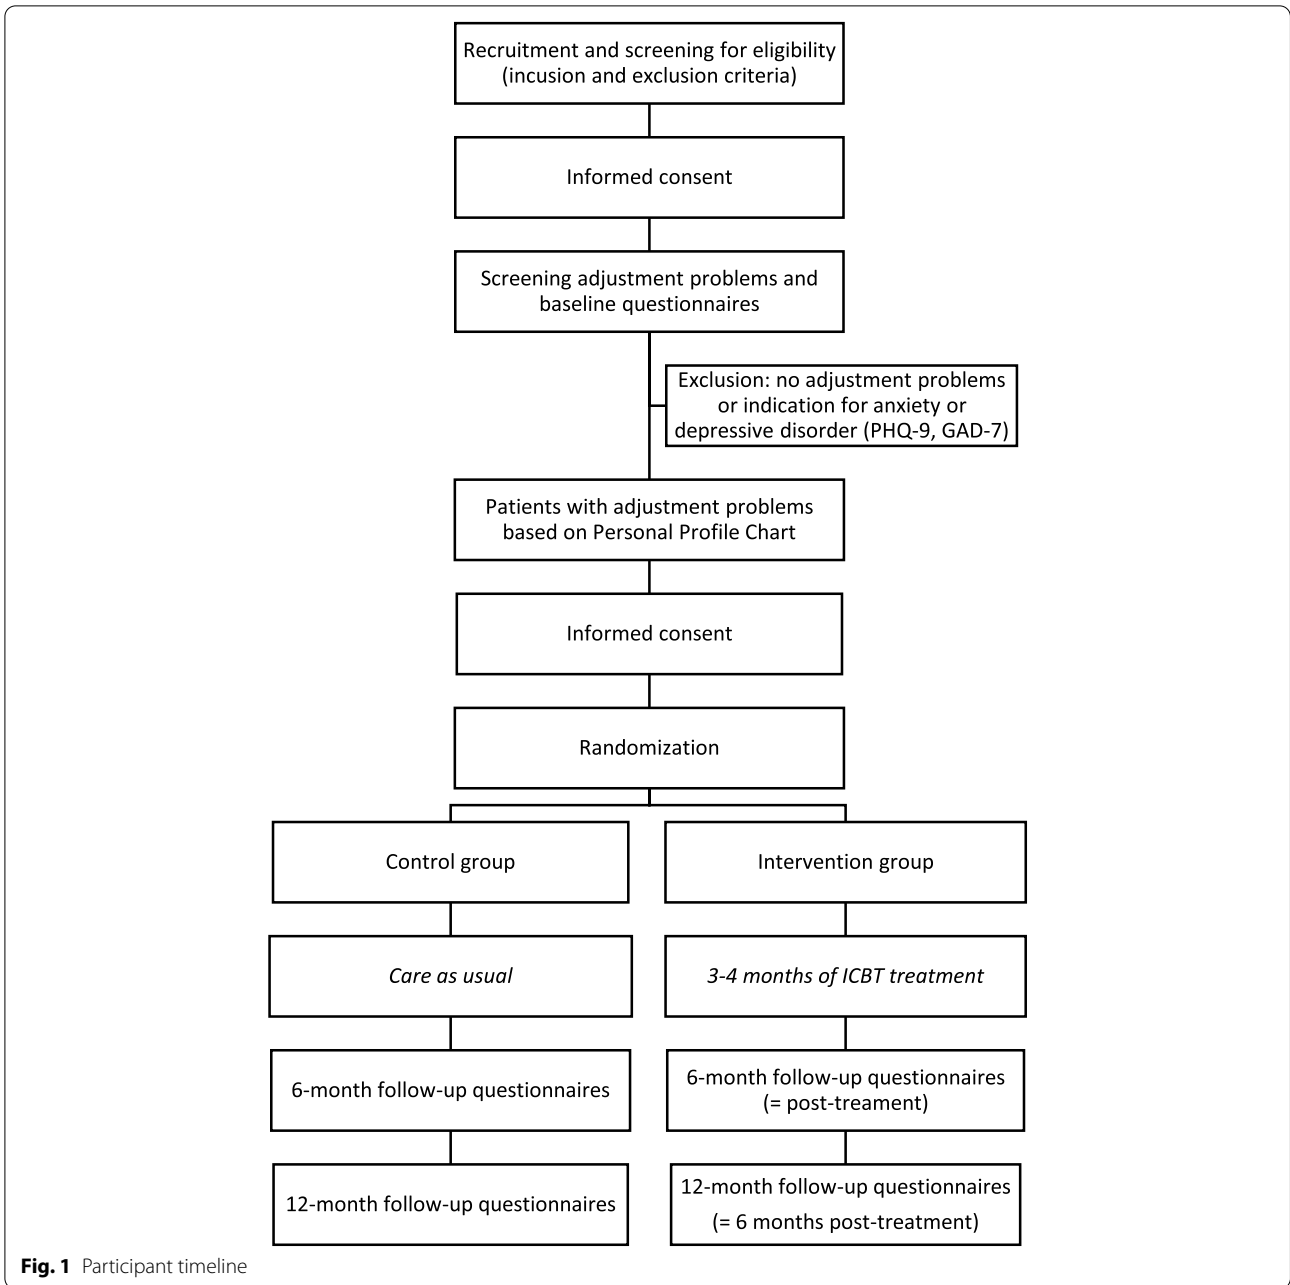 Recruitment and screening for eligibility
(incusion and exclusion criteria)
Informed consent
Screening adjustment problems and
baseline questionnaires
Exclusion: no adjustment problems
or indication for anxiety or
depressive disorder (PHQ-9, GAD-7)
Patients with adjustment problems
based on Personal Profile Chart
Informed consent
Randomization
Control group
Intervention group
Care as usual
3-4 months of ICBT treatment
6-month follow-up questionnaires
6-month follow-up questionnaires
(= post-treament)
12-month follow-up questionnaires
12-month follow-up questionnaires
(= 6 months post-treatment)
Fig. 1 Participant timeline